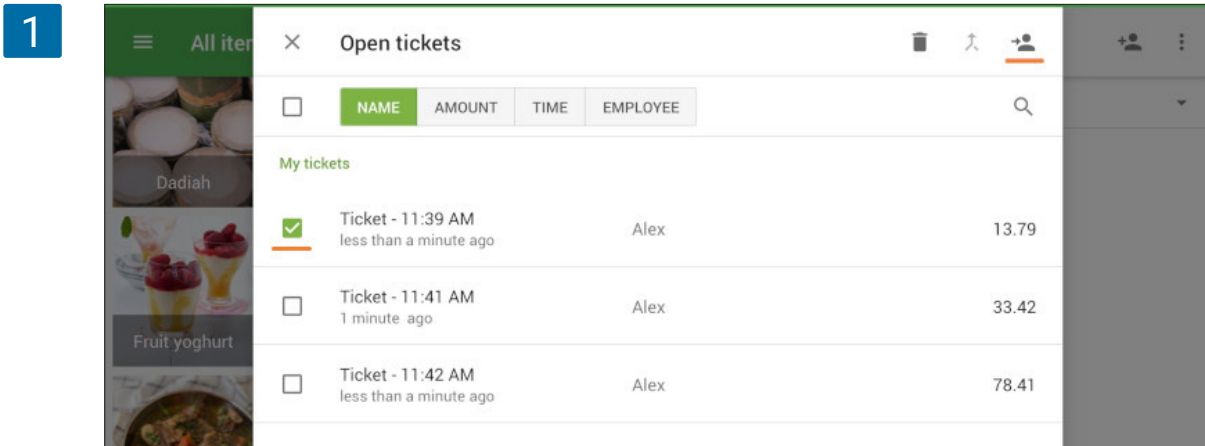 1
All iter
Open tickets
NAME AMOUNT TIME EMPLOYEE
My tickets
Dadiah
Ticket - 11:39 AM
less than a minute ago
Alex
13.79
Ticket - 11:41 AM
1 minute ago
Alex
33.42
Fruit yoghurt
Ticket - 11:42 AM
less than a minute ago
Alex
78.41